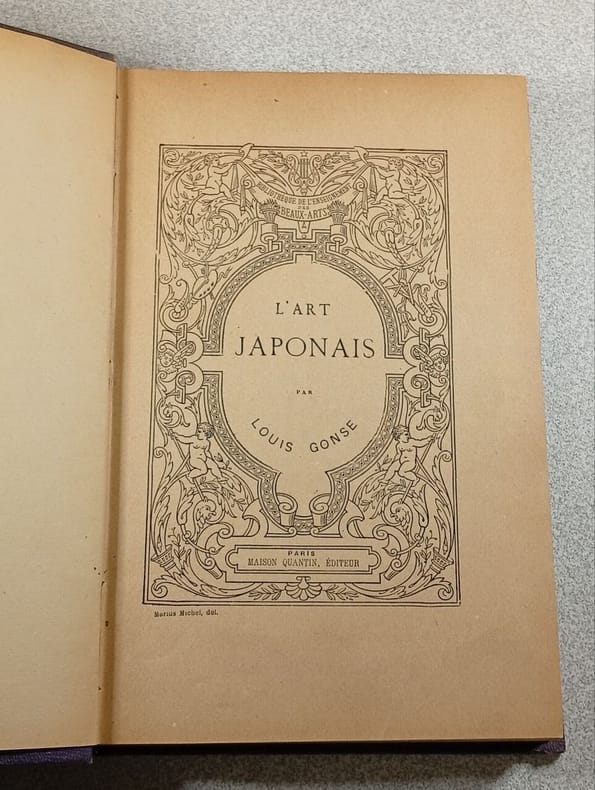 BIBLIOTHÈQUE DE L'ENSEIGNEMENT
DES
BEAUX-ARTS
L'ART
JAPONAIS
PAR
LOUIS GONSE
PARIS
MAISON QUANTIN, ÉDITEUR
Marius Michel, del.